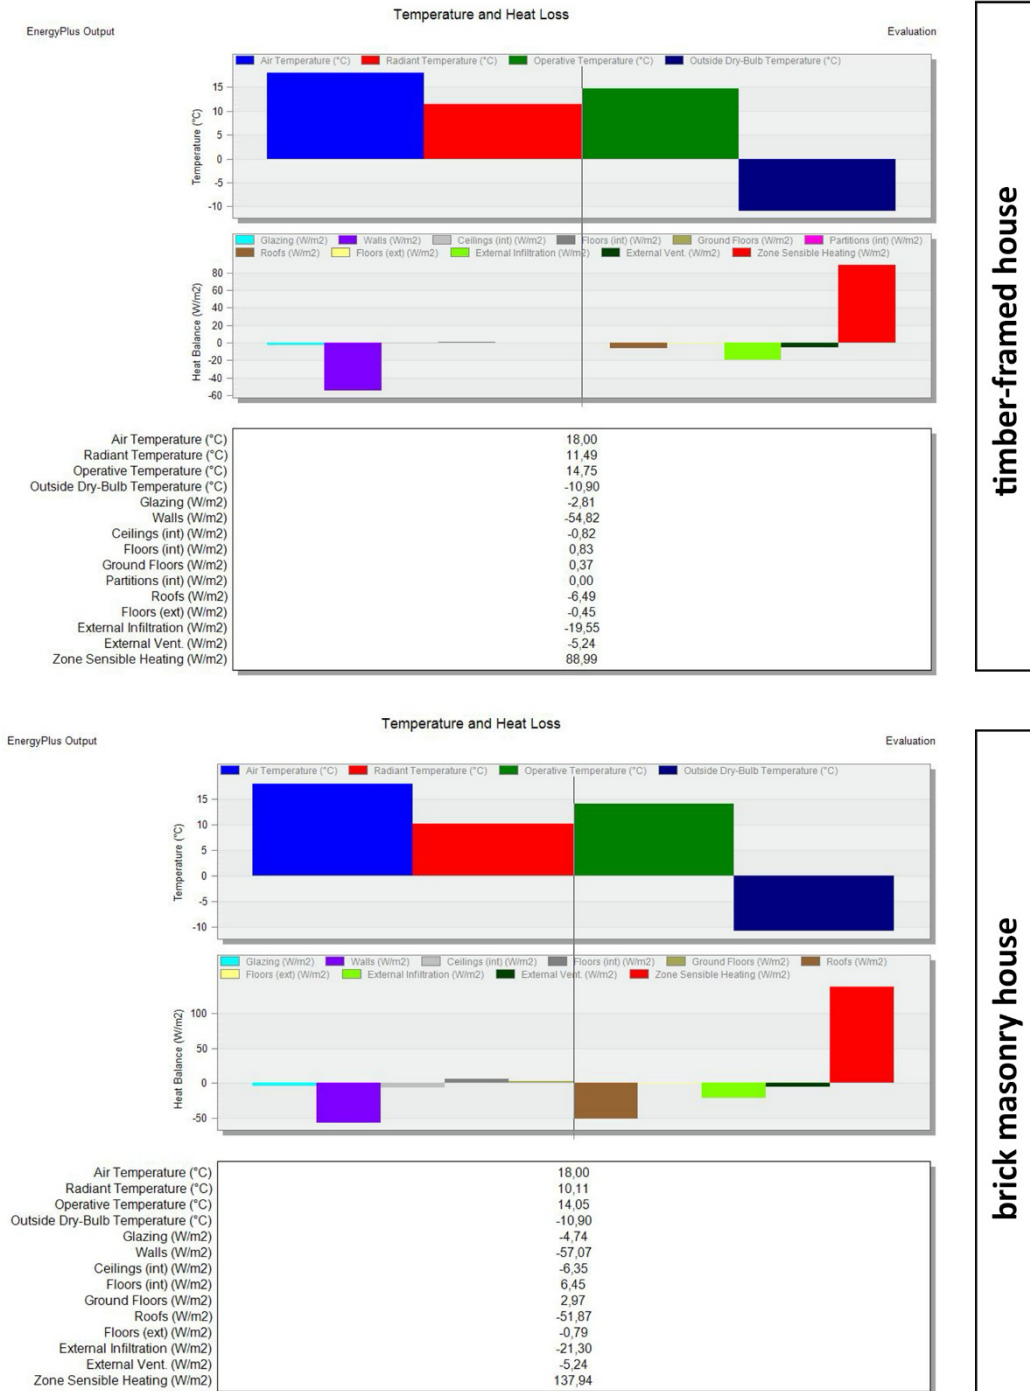 Temperature and Heat Loss
EnergyPlus Output
Evaluation
Air Temperature (°C) Radiant Temperature (°C) Operative Temperature (°C) Outside Dry-Bulb Temperature (°C)
Temperature (°C)
15
10
5
0
-5
-10
Glazing (W/m2) Walls (W/m2) Ceilings (int) (W/m2) Floors (int) (W/m2) Ground Floors (W/m2) Partitions (int) (W/m2)
Roofs (W/m2) Floors (ext) (W/m2) External Infiltration (W/m2) External Vent. (W/m2) Zone Sensible Heating (W/m2)
Heat Balance (W/m2)
80
60
40
20
0
-20
-40
-60
Air Temperature (°C) 18,00
Radiant Temperature (°C) 11,49
Operative Temperature (°C) 14,75
Outside Dry-Bulb Temperature (°C) -10,90
Glazing (W/m2) -2,81
Walls (W/m2) -54,82
Ceilings (int) (W/m2) -0,82
Floors (int) (W/m2) 0,83
Ground Floors (W/m2) 0,37
Partitions (int) (W/m2) 0,00
Roofs (W/m2) -6,49
Floors (ext) (W/m2) -0,45
External Infiltration (W/m2) -19,55
External Vent. (W/m2) -5,24
Zone Sensible Heating (W/m2) 88,99
timber-framed house
Temperature and Heat Loss
EnergyPlus Output
Evaluation
Air Temperature (°C) Radiant Temperature (°C) Operative Temperature (°C) Outside Dry-Bulb Temperature (°C)
Temperature (°C)
15
10
5
0
-5
-10
Glazing (W/m2) Walls (W/m2) Ceilings (int) (W/m2) Floors (int) (W/m2) Ground Floors (W/m2) Roofs (W/m2)
Floors (ext) (W/m2) External Infiltration (W/m2) External Vent. (W/m2) Zone Sensible Heating (W/m2)
Heat Balance (W/m2)
100
50
0
-50
Air Temperature (°C) 18,00
Radiant Temperature (°C) 10,11
Operative Temperature (°C) 14,05
Outside Dry-Bulb Temperature (°C) -10,90
Glazing (W/m2) -4,74
Walls (W/m2) -57,07
Ceilings (int) (W/m2) -6,35
Floors (int) (W/m2) 6,45
Ground Floors (W/m2) 2,97
Roofs (W/m2) -51,87
Floors (ext) (W/m2) -0,79
External Infiltration (W/m2) -21,30
External Vent. (W/m2) -5,24
Zone Sensible Heating (W/m2) 137,94
brick masonry house